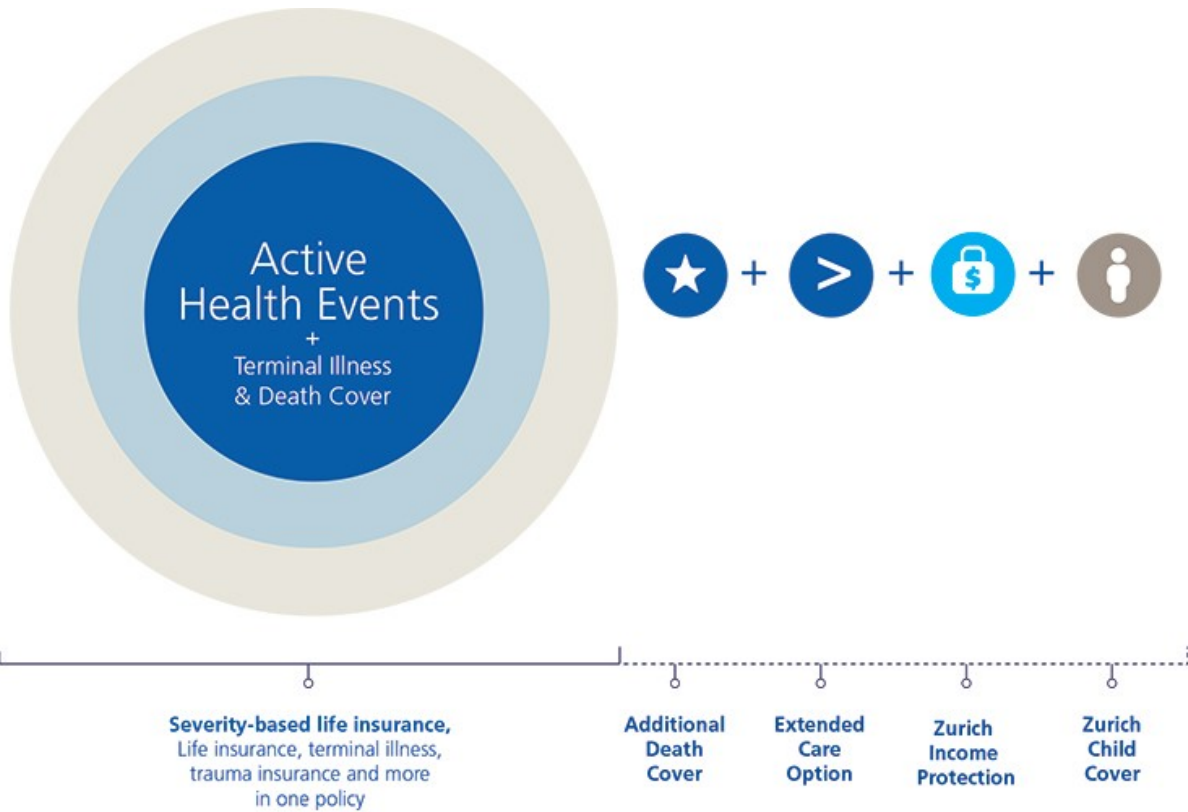 Active
Health Events
+
Terminal Illness
& Death Cover
+ > + $ +
Severity-based life insurance,
Life insurance, terminal illness,
trauma insurance and more
in one policy
Additional
Death
Cover
Extended
Care
Option
Zurich
Income
Protection
Zurich
Child
Cover